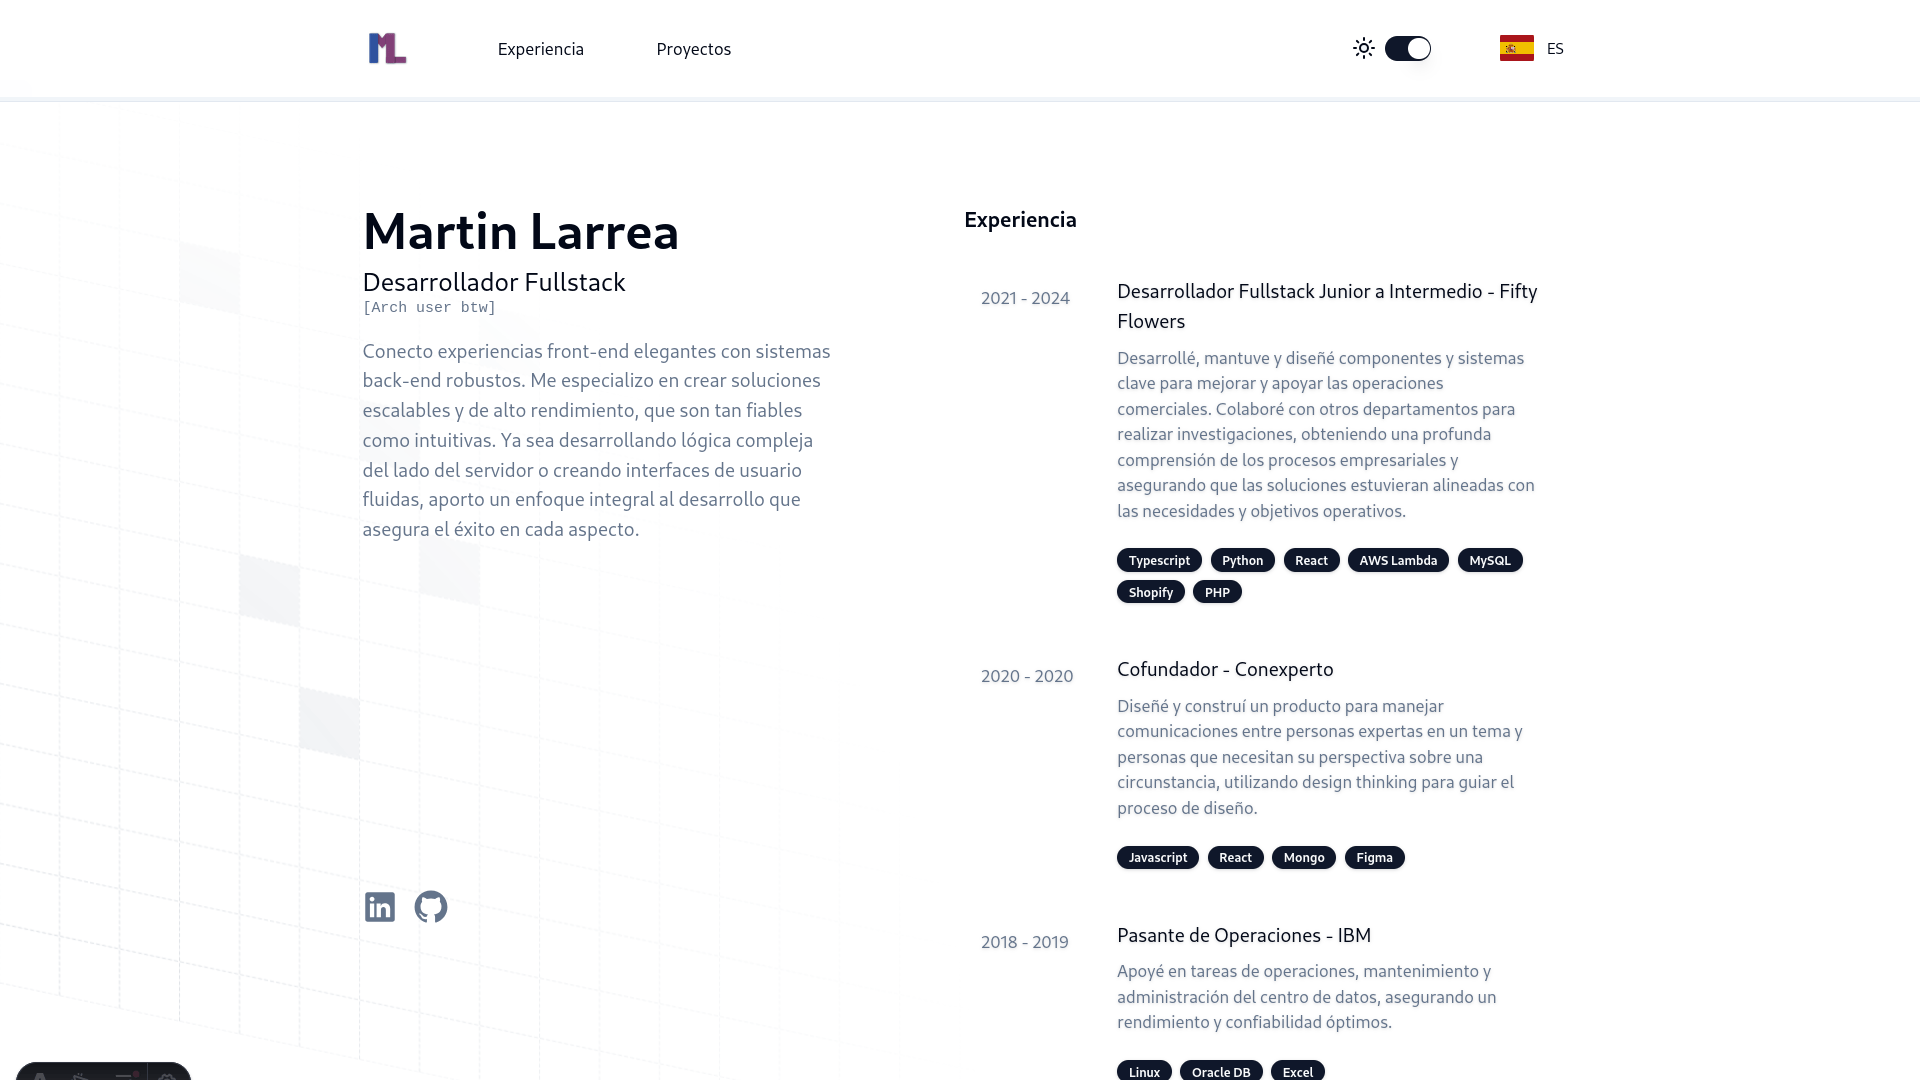 ML
Experiencia
Proyectos
ES
Martin Larrea
Desarrollador Fullstack
[Arch user btw]
Conecto experiencias front-end elegantes con sistemas
back-end robustos. Me especializo en crear soluciones
escalables y de alto rendimiento, que son tan fiables
como intuitivas. Ya sea desarrollando lógica compleja
del lado del servidor o creando interfaces de usuario
fluidas, aporto un enfoque integral al desarrollo que
asegura el éxito en cada aspecto.
in
Experiencia
2021 - 2024
Desarrollador Fullstack Junior a Intermedio - Fifty
Flowers
Desarrollé, mantuve y diseñé componentes y sistemas
clave para mejorar y apoyar las operaciones
comerciales. Colaboré con otros departamentos para
realizar investigaciones, obteniendo una profunda
comprensión de los procesos empresariales y
asegurando que las soluciones estuvieran alineadas con
las necesidades y objetivos operativos.
Typescript Python React AWS Lambda MySQL
Shopify PHP
2020 - 2020
Cofundador - Conexperto
Diseñé y construí un producto para manejar
comunicaciones entre personas expertas en un tema y
personas que necesitan su perspectiva sobre una
circunstancia, utilizando design thinking para guiar el
proceso de diseño.
Javascript React Mongo Figma
2018 - 2019
Pasante de Operaciones - IBM
Apoyé en tareas de operaciones, mantenimiento y
administración del centro de datos, asegurando un
rendimiento y confiabilidad óptimos.
Linux Oracle DB Excel